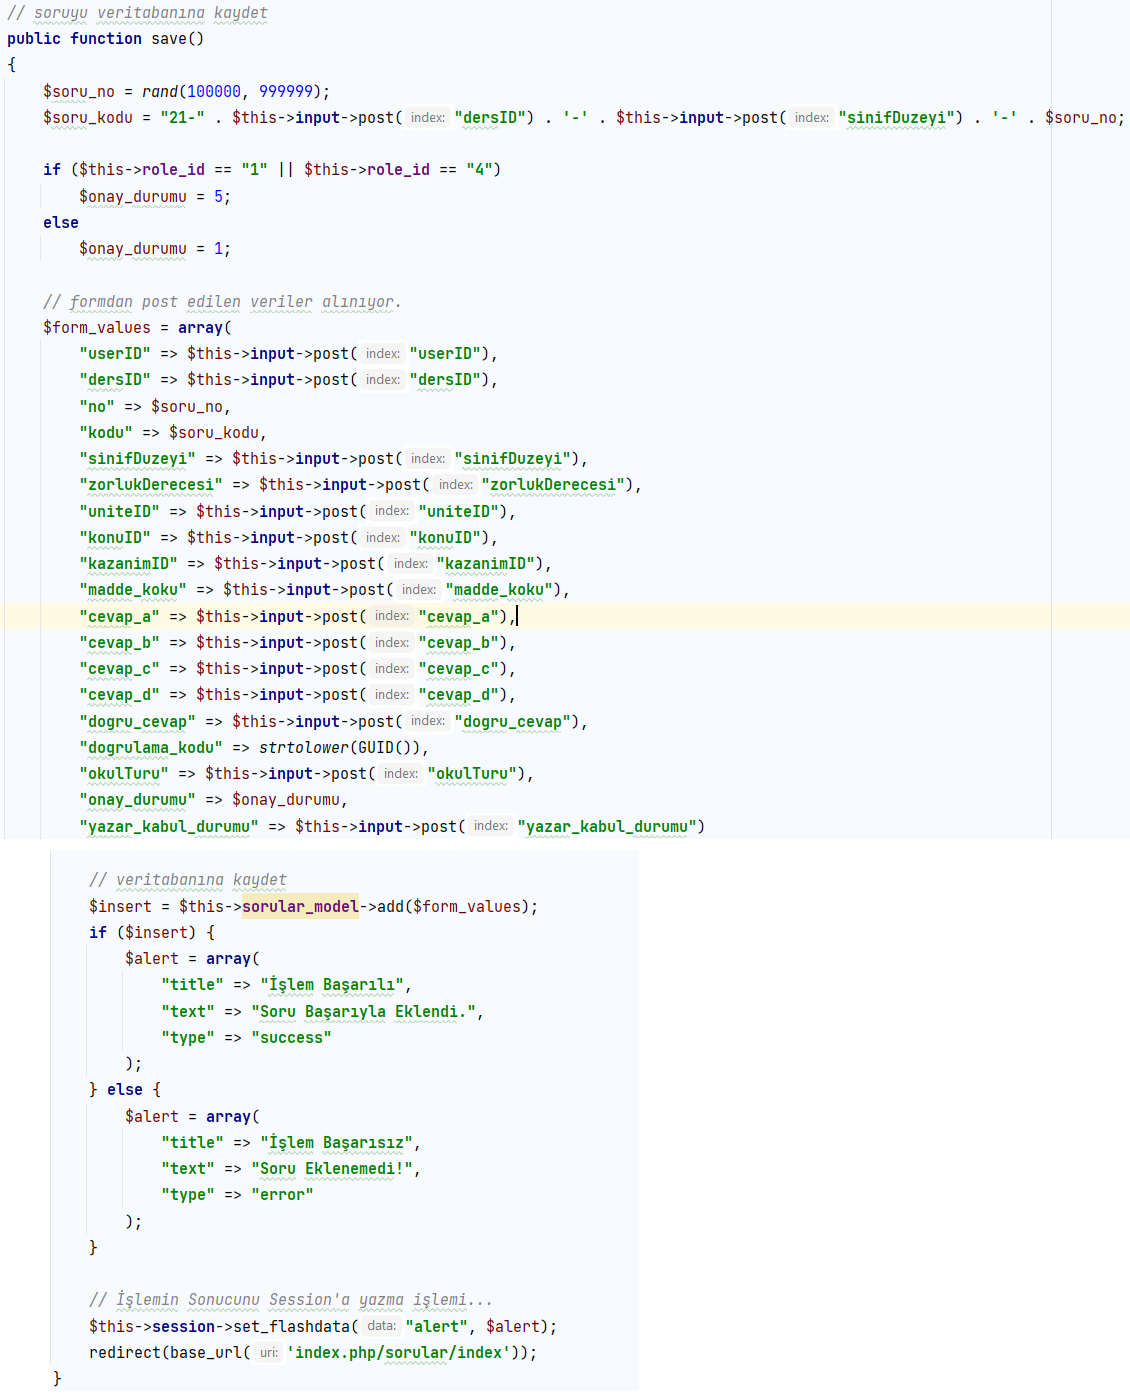 // soruyu veritabanına kaydet
public function save()
{
$soru_no = rand(100000, 999999);
$soru_kodu = "21-" . $this->input->post( index: "dersID") . '-' . $this->input->post( index: "sinifDuzeyi") . '-' . $soru_no;
if ($this->role_id == "1" || $this->role_id == "4")
$onay_durumu = 5;
else
$onay_durumu = 1;
// formdan post edilen veriler alınıyor.
$form_values = array(
"userID" => $this->input->post( index: "userID"),
"dersID" => $this->input->post( index: "dersID"),
"no" => $soru_no,
"kodu" => $soru_kodu,
"sinifDuzeyi" => $this->input->post( index: "sinifDuzeyi"),
"zorlukDerecesi" => $this->input->post( index: "zorlukDerecesi"),
"uniteID" => $this->input->post( index: "uniteID"),
"konuID" => $this->input->post( index: "konuID"),
"kazanimID" => $this->input->post( index: "kazanimID"),
"madde_koku" => $this->input->post( index: "madde_koku"),
"cevap_a" => $this->input->post( index: "cevap_a"),
"cevap_b" => $this->input->post( index: "cevap_b"),
"cevap_c" => $this->input->post( index: "cevap_c"),
"cevap_d" => $this->input->post( index: "cevap_d"),
"dogru_cevap" => $this->input->post( index: "dogru_cevap"),
"dogrulama_kodu" => strtolower(GUID()),
"okulTuru" => $this->input->post( index: "okulTuru"),
"onay_durumu" => $onay_durumu,
"yazar_kabul_durumu" => $this->input->post( index: "yazar_kabul_durumu")
// veritabanına kaydet
$insert = $this->sorular_model->add($form_values);
if ($insert) {
$alert = array(
"title" => "İşlem Başarılı",
"text" => "Soru Başarıyla Eklendi.",
"type" => "success"
);
} else {
$alert = array(
"title" => "İşlem Başarısız",
"text" => "Soru Eklenemedi!",
"type" => "error"
);
}
// İşlemin Sonucunu Session'a yazma işlemi...
$this->session->set_flashdata( data: "alert", $alert);
redirect(base_url( uri: 'index.php/sorular/index'));
}